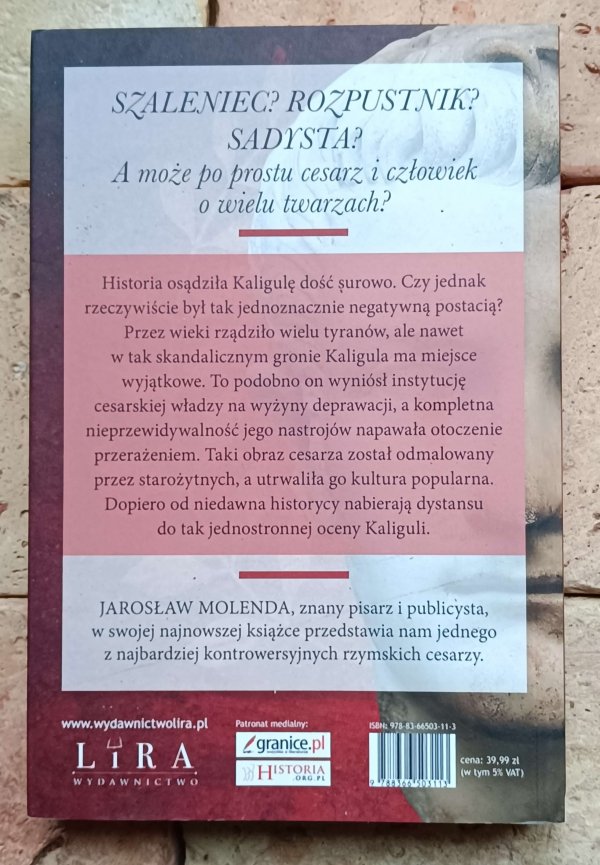 SZALENIEC? ROZPUSTNIK?
SADYSTA?
A może po prostu cesarz i człowiek
o wielu twarzach?
Historia osądziła Kaligulę dość surowo. Czy jednak
rzeczywiście był tak jednoznacznie negatywną postacią?
Przez wieki rządziło wielu tyranów, ale nawet
w tak skandalicznym gronie Kaligula ma miejsce
wyjątkowe. To podobno on wyniósł instytucję
cesarskiej władzy na wyżyny deprawacji, a kompletna
nieprzewidywalność jego nastrojów napawała otoczenie
przerażeniem. Taki obraz cesarza został odmalowany
przez starożytnych, a utrwaliła go kultura popularna.
Dopiero od niedawna historycy nabierają dystansu
do tak jednostronnej oceny Kaliguli.
JAROSŁAW MOLENDA, znany pisarz i publicysta,
w swojej najnowszej książce przedstawia nam jednego
z najbardziej kontrowersyjnych rzymskich cesarzy.
www.wydawnictwolira.pl
LIRA
WYDAWNICTWO
Patronat medialny:
granice.pl
wszystko o literaturze
HISTORIA
.ORG.PL
ISBN: 978-83-66503-11-3
9 788366 503113
cena: 39,99 zł
(w tym 5% VAT)